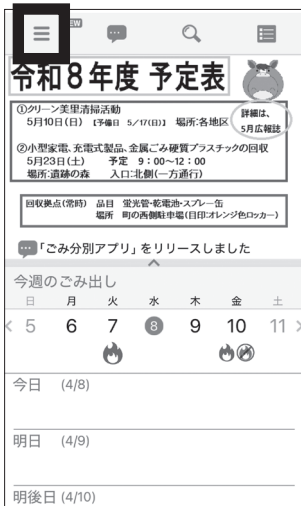 EW
令和8年度 予定表
①クリーン美里清掃活動
5月10日(日) 【予備日 5/17(日)】 場所:各地区
詳細は、
5月広報誌
②小型家電、充電式製品、金属ごみ硬質プラスチックの回収
5月23日(土) 予定 9：00～12：00
場所:遺跡の森 入口:北側(一方通行)
回収拠点(常時) 品目 蛍光管・乾電池・スプレー缶
場所 町の西側駐車場(目印:オレンジ色ロッカー)
「ごみ分別アプリ」をリリースしました
今週のごみ出し
日 月 火 水 木 金 土
5 6 7 8 9 10 11
今日 (4/8)
明日 (4/9)
明後日 (4/10)